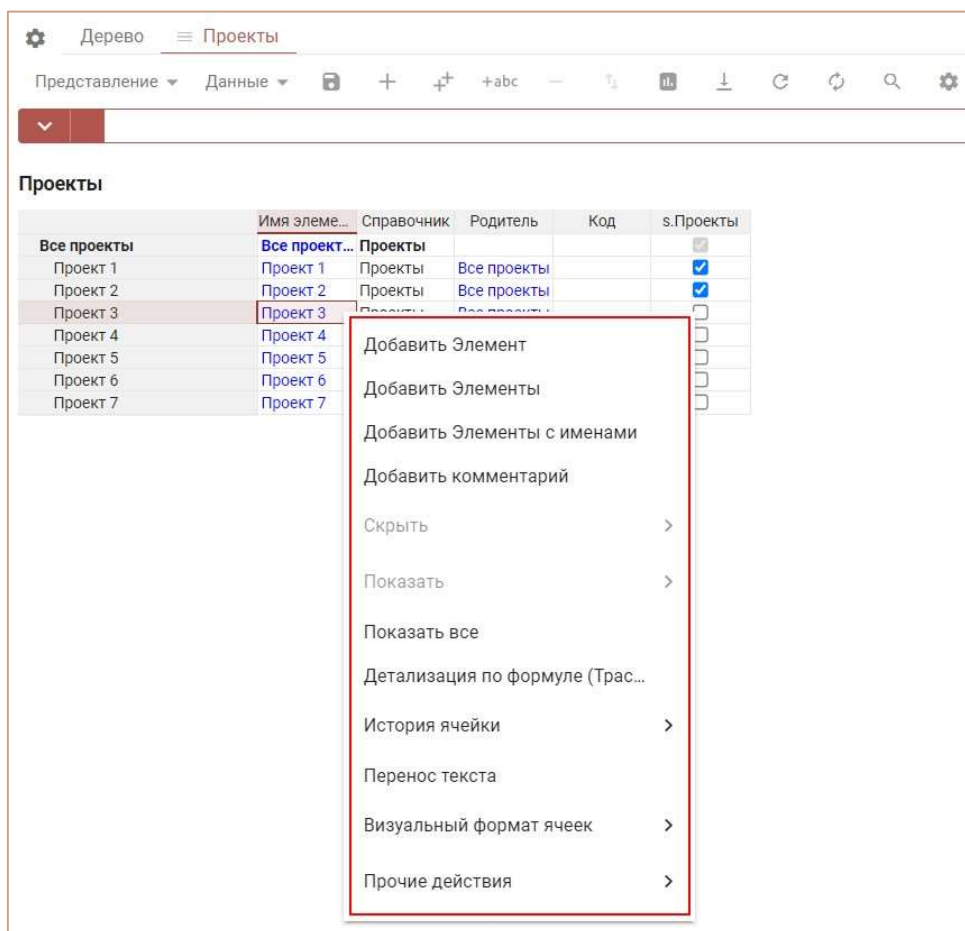 Дерево Проекты
Представление Данные +abc
Проекты
Имя элеме... Справочник Родитель Код s.Проекты
Все проекты Все проект... Проекты
Проект 1 Проект 1 Проекты Все проекты
Проект 2 Проект 2 Проекты Все проекты
Проект 3 Проект 3 Проекты Все проекты
Проект 4 Проект 4
Проект 5 Проект 5
Проект 6 Проект 6
Проект 7 Проект 7
Добавить Элемент
Добавить Элементы
Добавить Элементы с именами
Добавить комментарий
Скрыть
Показать
Показать все
Детализация по формуле (Трас...
История ячейки
Перенос текста
Визуальный формат ячеек
Прочие действия